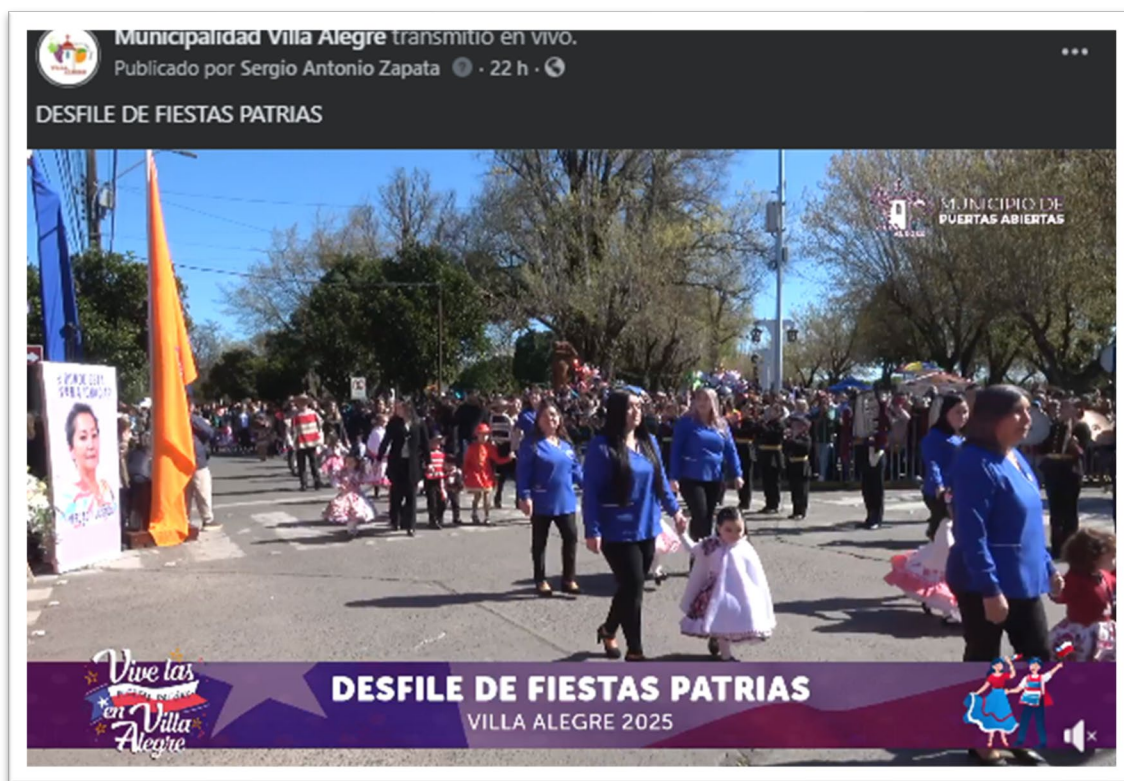 Municipalidad Villa Alegre transmitió en vivo.
Publicado por Sergio Antonio Zapata · 22 h ·
DESFILE DE FIESTAS PATRIAS
MUNICIPIO DE
PUERTAS ABIERTAS
Vive las
en Villa
Alegre
DESFILE DE FIESTAS PATRIAS
VILLA ALEGRE 2025